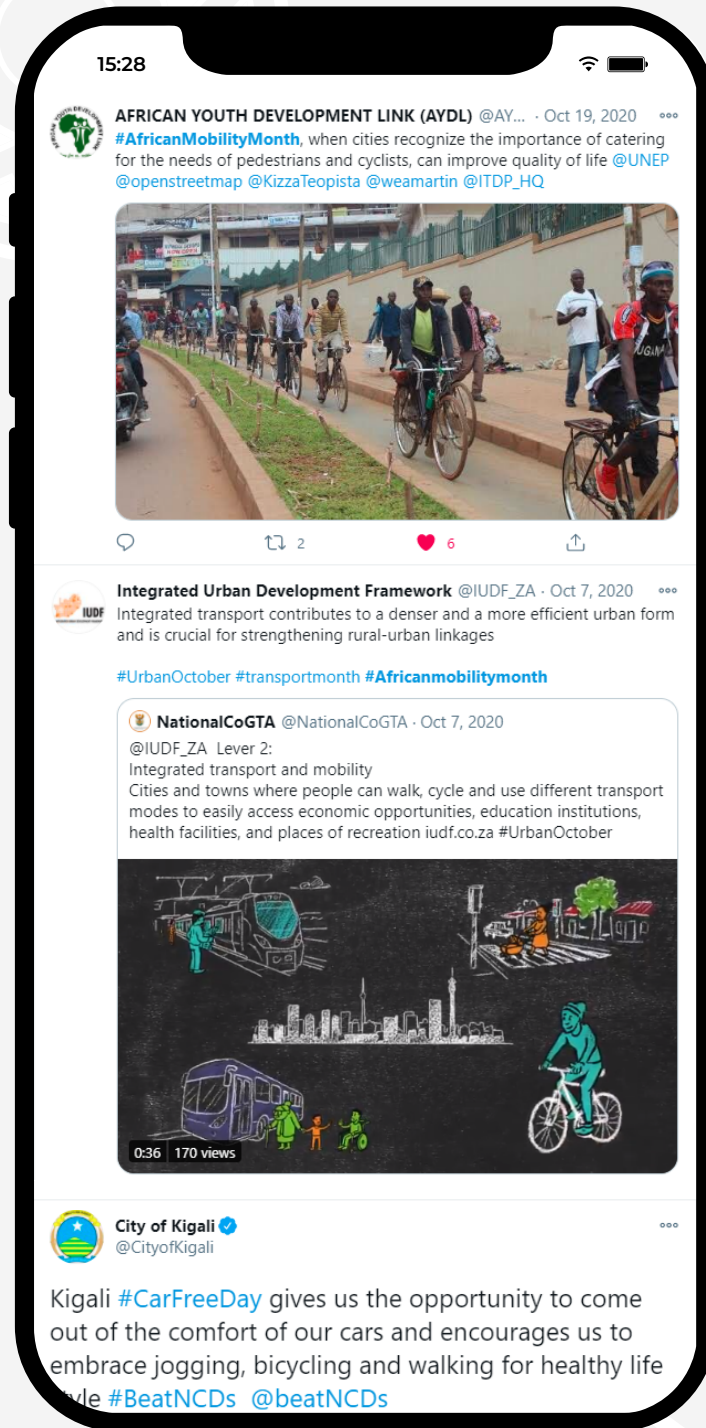 15:28
AFRICAN YOUTH DEVELOPMENT LINK (AYDL) @AY... · Oct 19, 2020
#AfricanMobilityMonth, when cities recognize the importance of catering
for the needs of pedestrians and cyclists, can improve quality of life @UNEP
@openstreetmap @KizzaTeopista @weamartin @ITDP_HQ
UGAN
2
6
IUDF
Integrated Urban Development Framework @IUDF_ZA · Oct 7, 2020
Integrated transport contributes to a denser and a more efficient urban form
and is crucial for strengthening rural-urban linkages
#UrbanOctober #transportmonth #Africanmobilitymonth
NationalCoGTA @NationalCoGTA · Oct 7, 2020
@IUDF_ZA Lever 2:
Integrated transport and mobility
Cities and towns where people can walk, cycle and use different transport
modes to easily access economic opportunities, education institutions,
health facilities, and places of recreation iudf.co.za #UrbanOctober
0:36 170 views
City of Kigali
@CityofKigali
Kigali #CarFreeDay gives us the opportunity to come
out of the comfort of our cars and encourages us to
embrace jogging, bicycling and walking for healthy life
style #BeatNCDs @beatNCDs